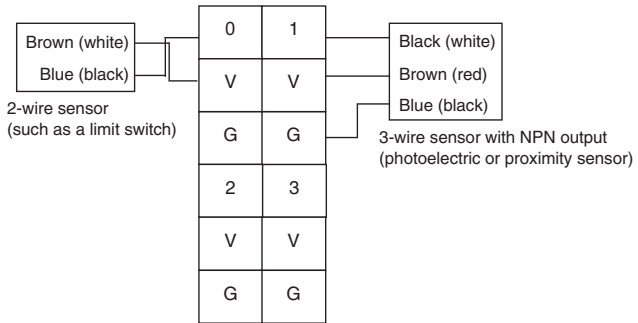 Brown (white)
Blue (black)
2-wire sensor
(such as a limit switch)
0 1
V V
G G
2 3
V V
G G
Black (white)
Brown (red)
Blue (black)
3-wire sensor with NPN output
(photoelectric or proximity sensor)